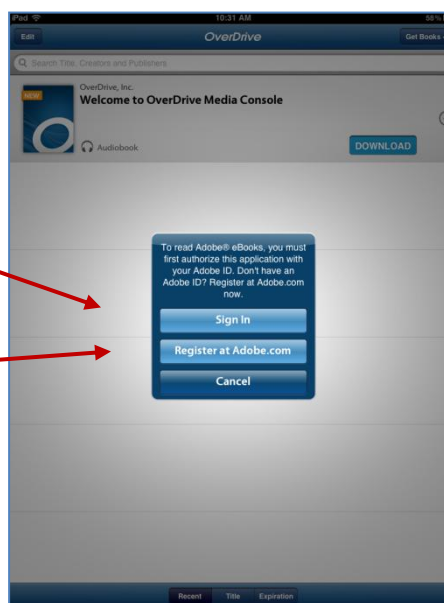 iPad 10:31 AM 58%
Edit OverDrive Get Books
Search Title, Creators and Publishers
OverDrive, Inc.
NEW Welcome to OverDrive Media Console
Audiobook DOWNLOAD
To read Adobe® eBooks, you must
first authorize this application with
your Adobe ID. Don't have an
Adobe ID? Register at Adobe.com
now.
Sign In
Register at Adobe.com
Cancel
Recent Title Expiration